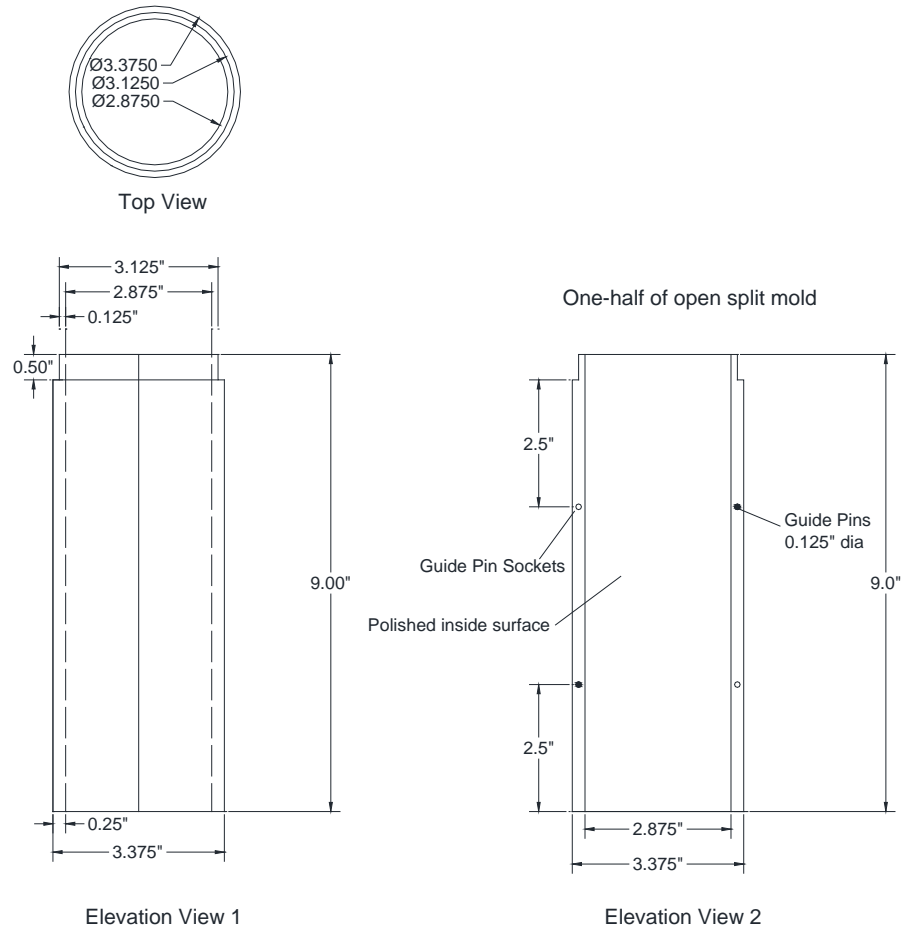 Ø3.3750
Ø3.1250
Ø2.8750
Top View
3.125"
2.875"
0.125"
0.50"
9.00"
0.25"
3.375"
Elevation View 1
One-half of open split mold
2.5"
Guide Pins
0.125" dia
Guide Pin Sockets
9.0"
Polished inside surface
2.5"
2.875"
3.375"
Elevation View 2